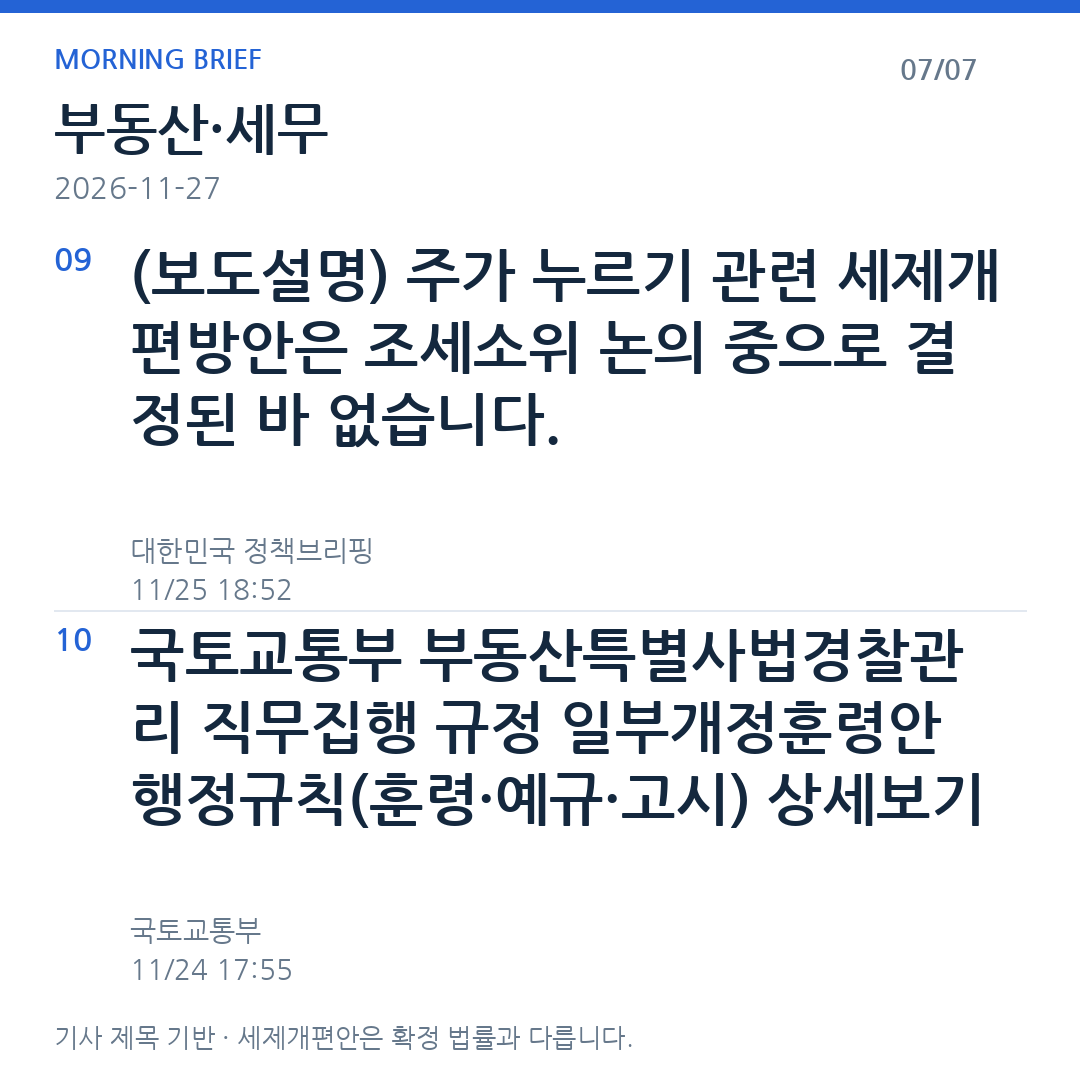 MORNING BRIEF
07/07
부동산·세무
2026-11-27
09
(보도설명) 주가 누르기 관련 세제개
편방안은 조세소위 논의 중으로 결
정된 바 없습니다.
대한민국 정책브리핑
11/25 18:52
10
국토교통부 부동산특별사법경찰관
리 직무집행 규정 일부개정훈령안
행정규칙(훈령·예규·고시) 상세보기
국토교통부
11/24 17:55
기사 제목 기반 · 세제개편안은 확정 법률과 다릅니다.